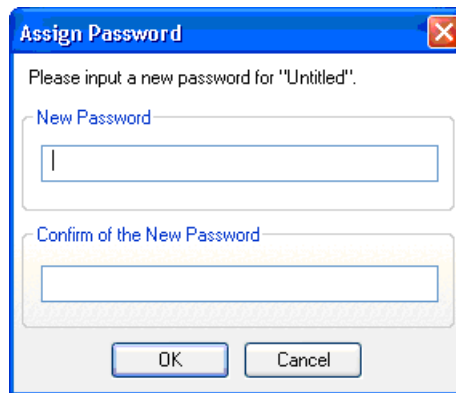 Assign Password
Please input a new password for "Untitled".
New Password
Confirm of the New Password
OK
Cancel